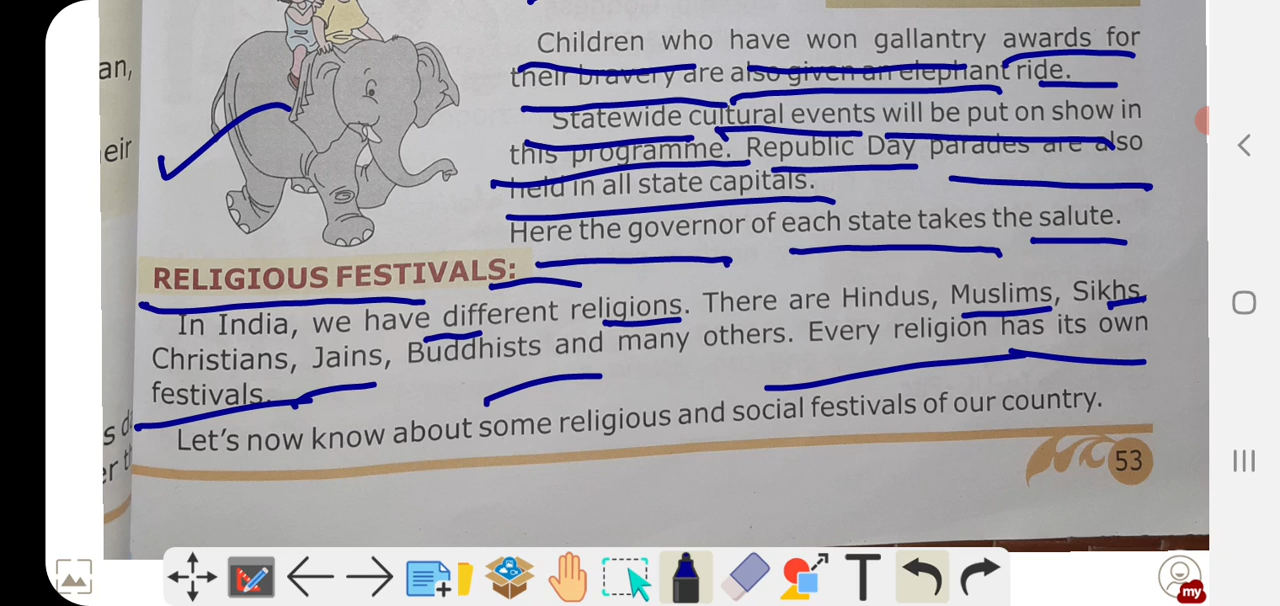 an,
eir
Children who have won gallantry awards for
their bravery are also given an elephant ride.
Statewide cultural events will be put on show in
this programme. Republic Day parades are also
held in all state capitals.
Here the governor of each state takes the salute.
RELIGIOUS FESTIVALS:
In India, we have different religions. There are Hindus, Muslims, Sikhs,
Christians, Jains, Buddhists and many others. Every religion has its own
festivals.
Let's now know about some religious and social festivals of our country.
53
T
my